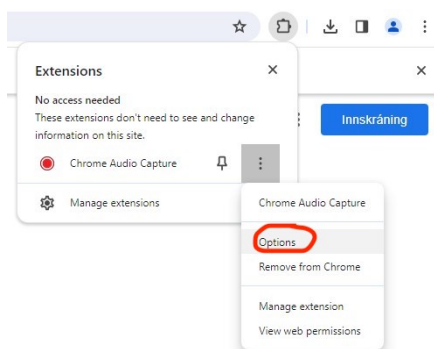 Extensions
No access needed
These extensions don't need to see and change
information on this site.
Innskráning
Chrome Audio Capture
Manage extensions
Chrome Audio Capture
Options
Remove from Chrome
Manage extension
View web permissions